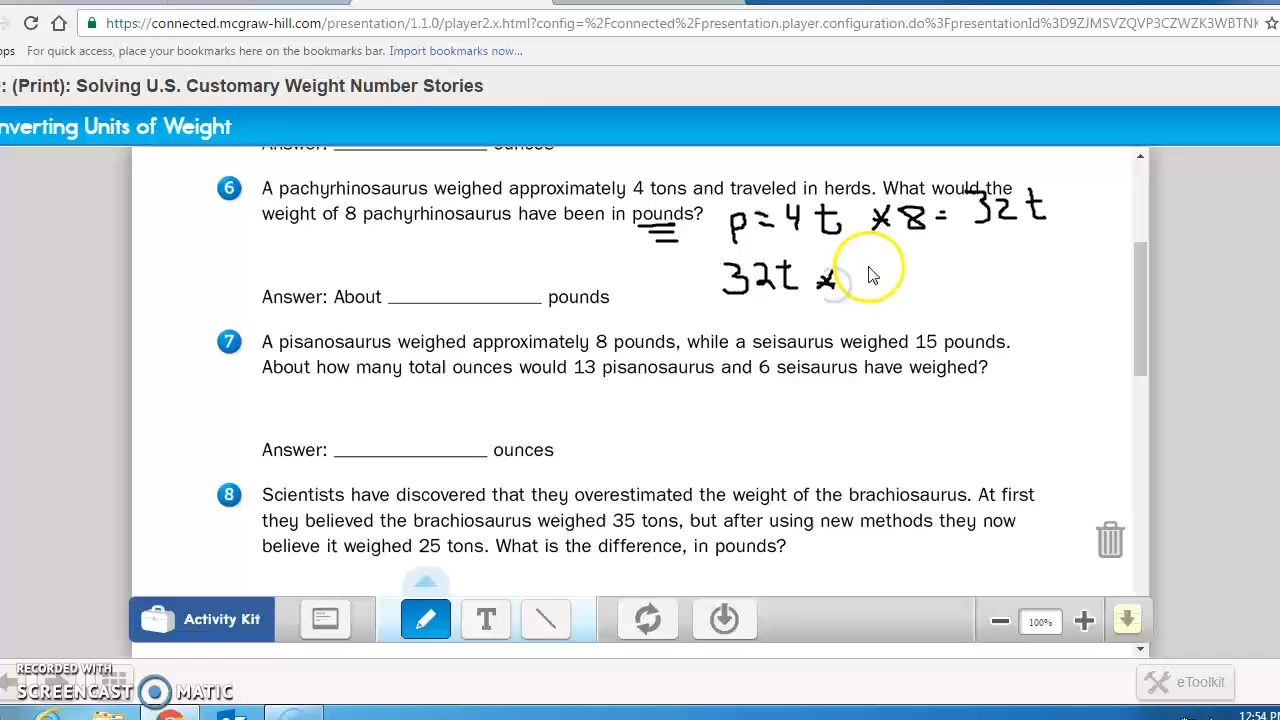 https://connected.mcgraw-hill.com/presentation/1.1.0/player2.x.html?config=%2Fconnected%2Fpresentation.player.configuration.do%3FpresentationId%3D9ZJMSVZQVP3CZWZK3WBTNK
pps For quick access, place your bookmarks here on the bookmarks bar. Import bookmarks now...
: (Print): Solving U.S. Customary Weight Number Stories
nverting Units of Weight
Answer: ounces
6 A pachyrhinosaurus weighed approximately 4 tons and traveled in herds. What would the
weight of 8 pachyrhinosaurus have been in pounds?
p = 4 t * 8 = 32 t
32t *
Answer: About pounds
7 A pisanosaurus weighed approximately 8 pounds, while a seisaurus weighed 15 pounds.
About how many total ounces would 13 pisanosaurus and 6 seisaurus have weighed?
Answer: ounces
8 Scientists have discovered that they overestimated the weight of the brachiosaurus. At first
they believed the brachiosaurus weighed 35 tons, but after using new methods they now
believe it weighed 25 tons. What is the difference, in pounds?
Activity Kit T 100%
RECORDED WITH
SCREENCAST MATIC
eToolkit
12:54 P